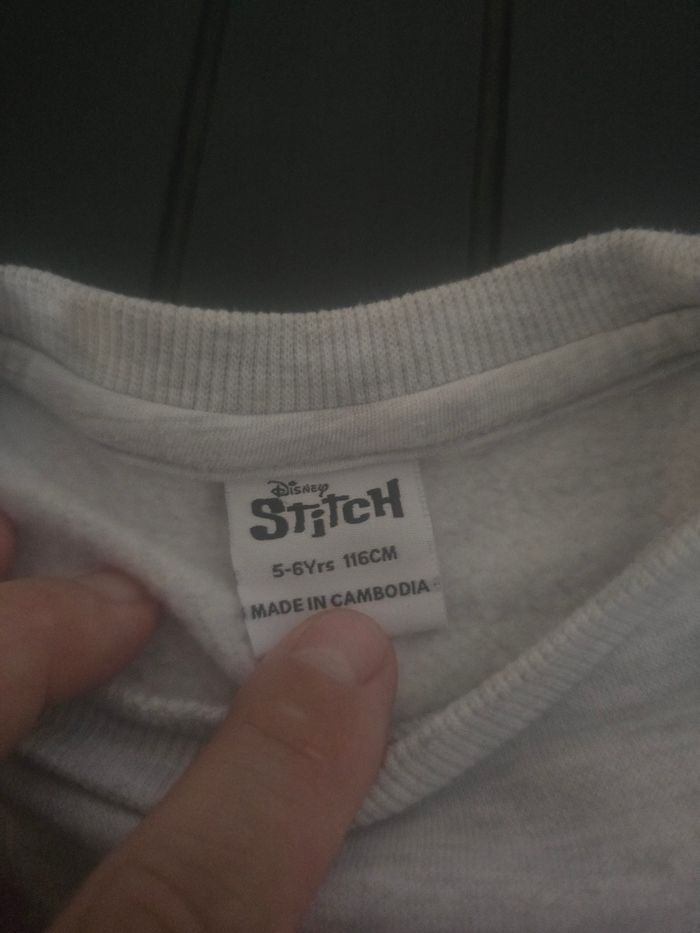 Disney
Stitch
5-6Yrs 116CM
MADE IN CAMBODIA